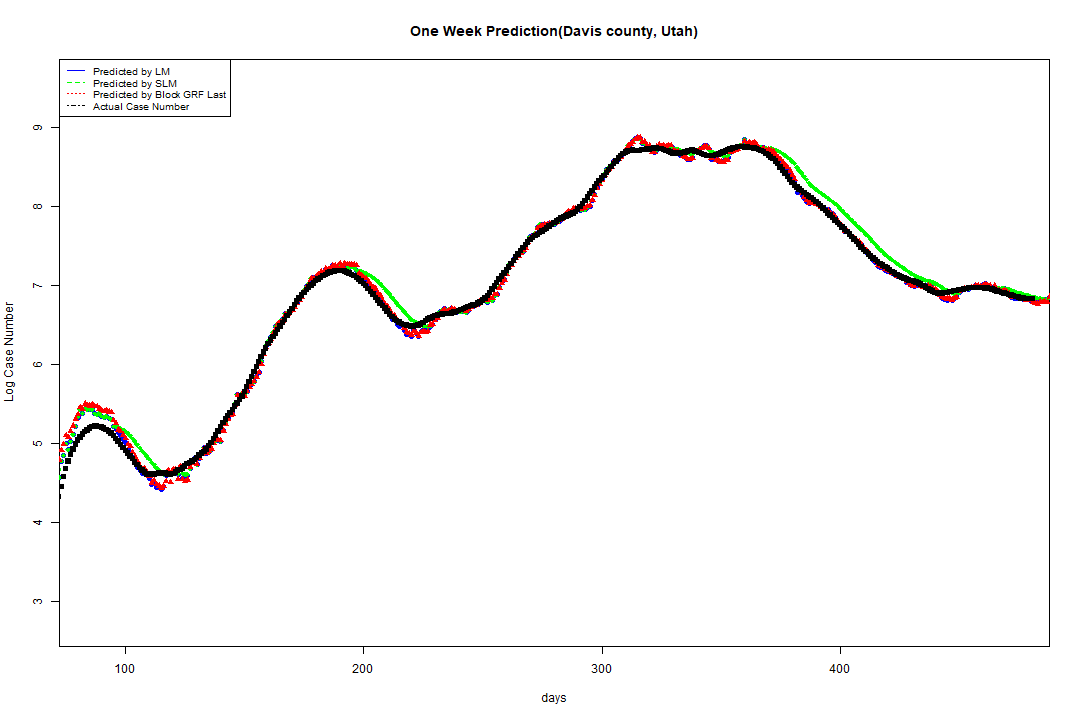 One Week Prediction(Davis county, Utah)
Predicted by LM
Predicted by SLM
Predicted by Block GRF Last
Actual Case Number
9
8
7
6
5
4
3
Log Case Number
100 200 300 400
days